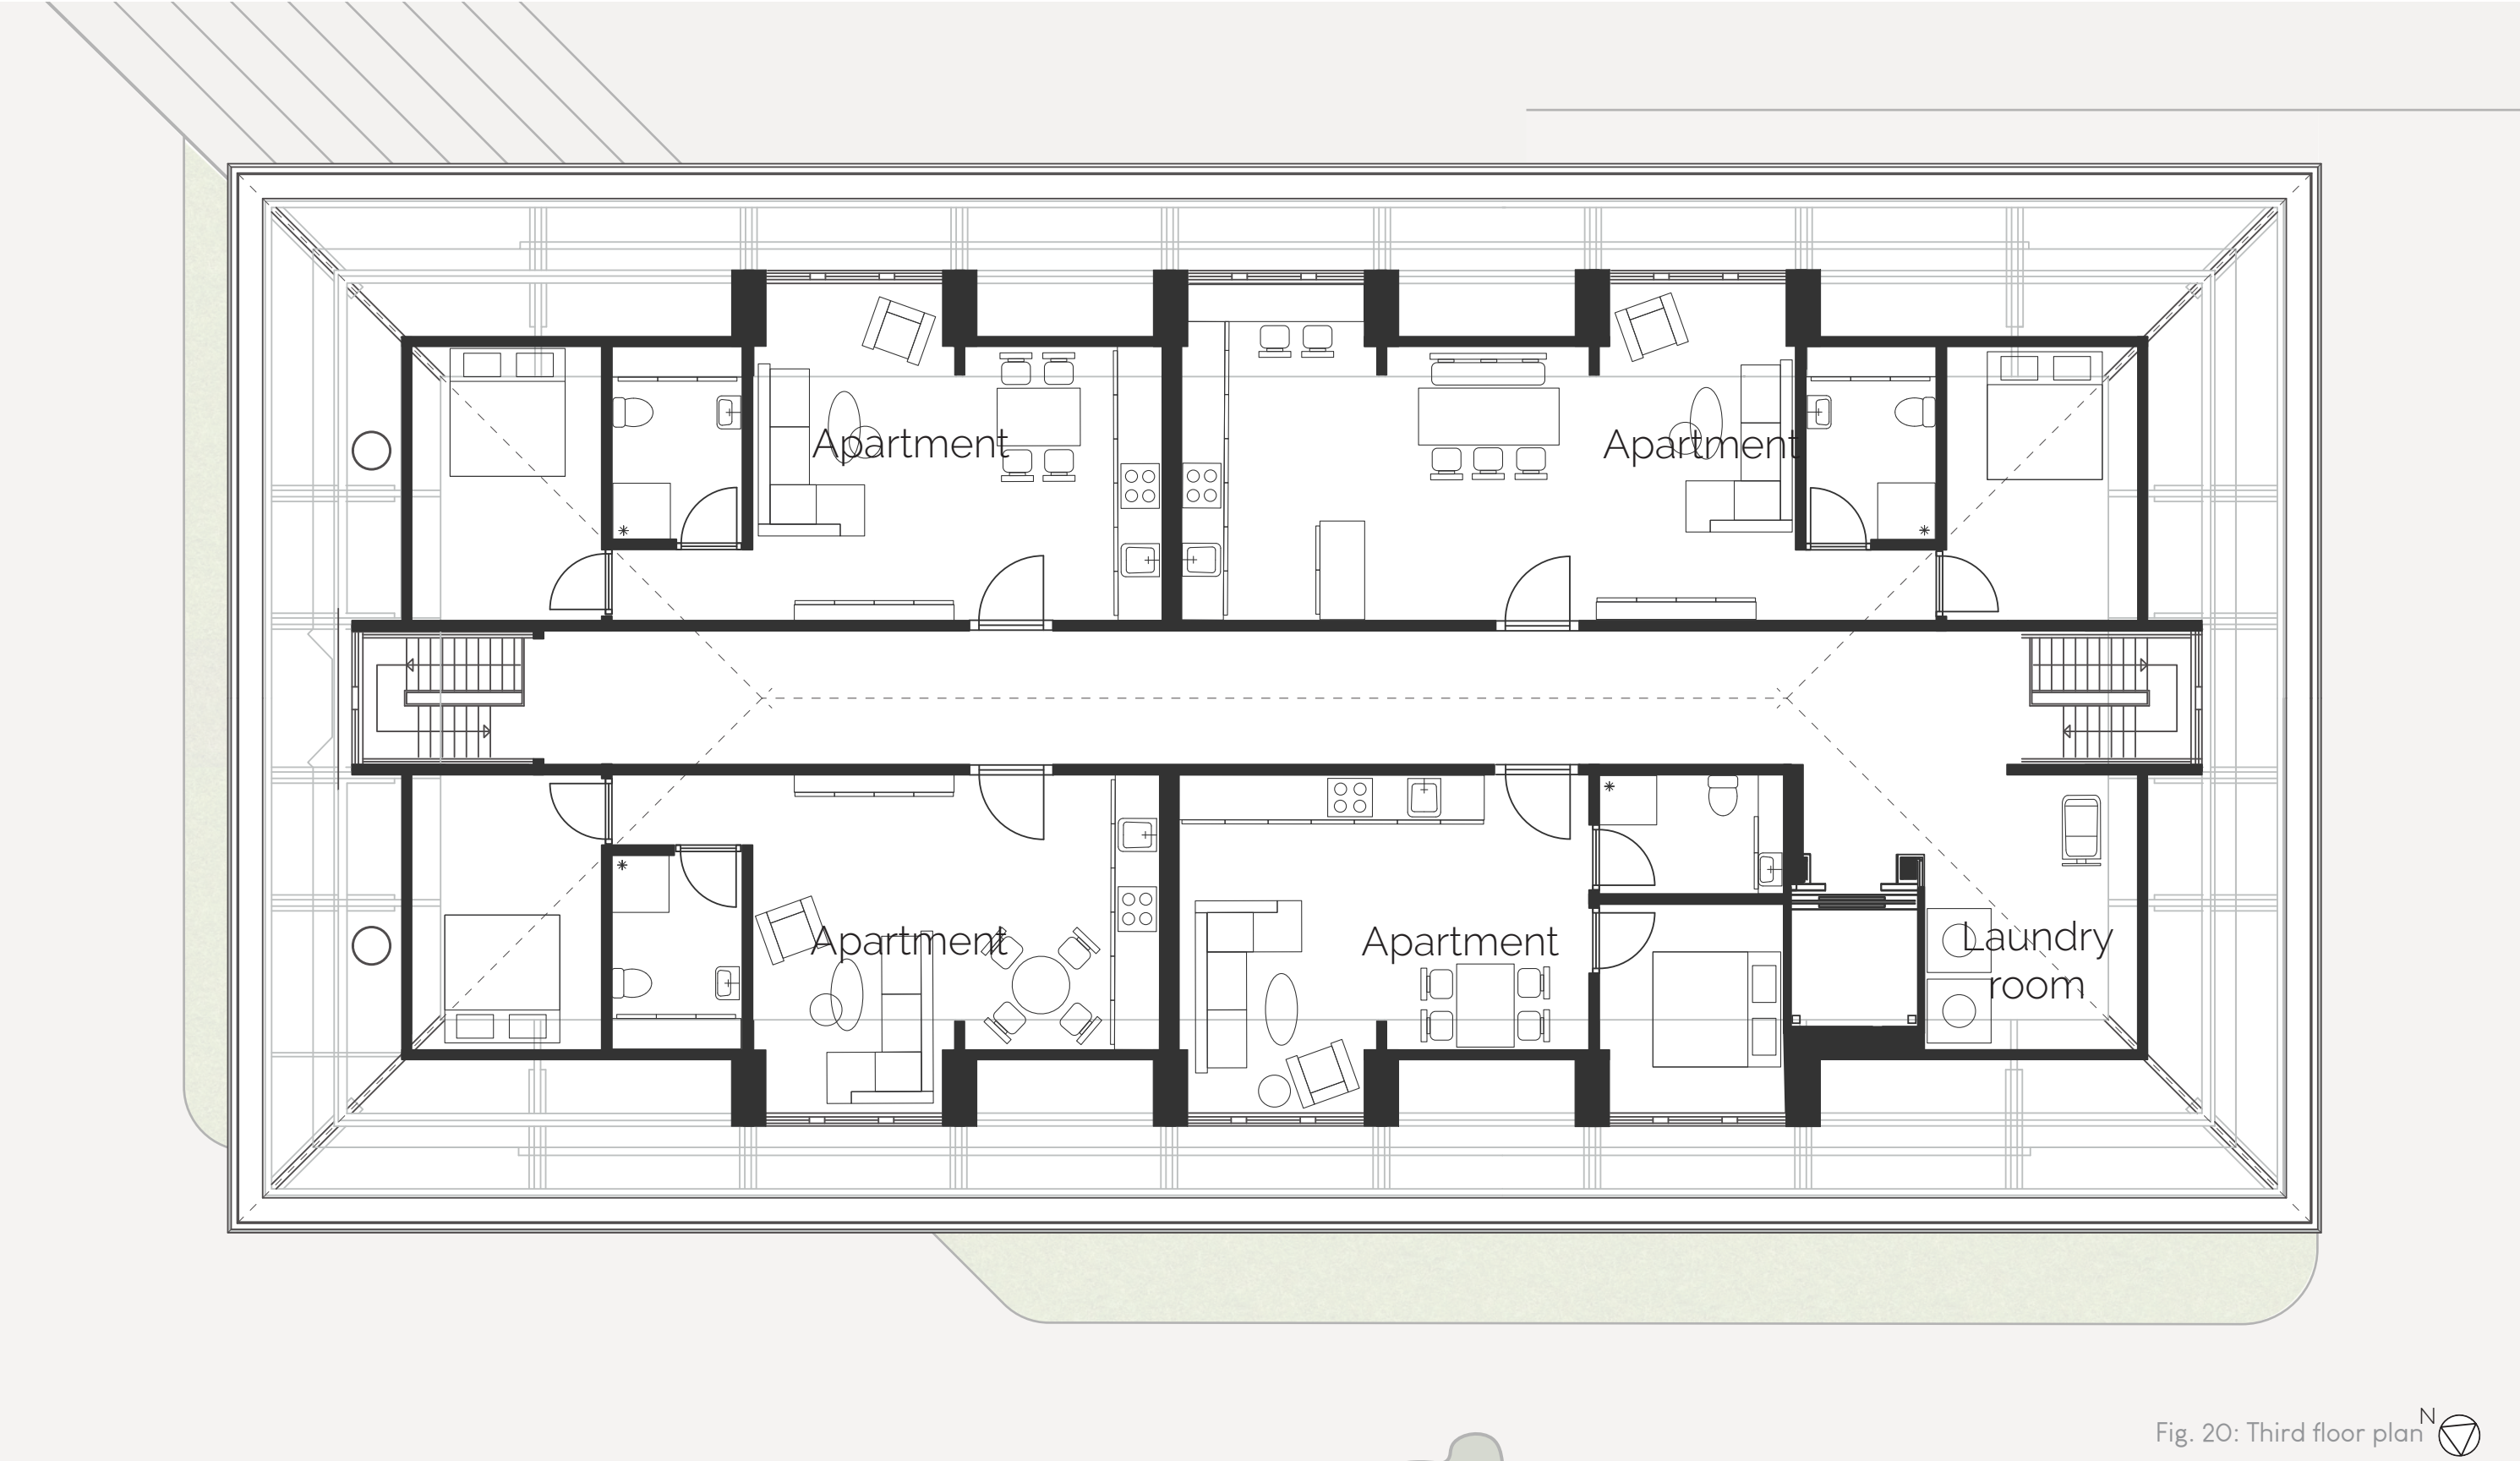 Apartment
Apartment
Apartment
Apartment
Laundry
room
N
Fig. 20: Third floor plan